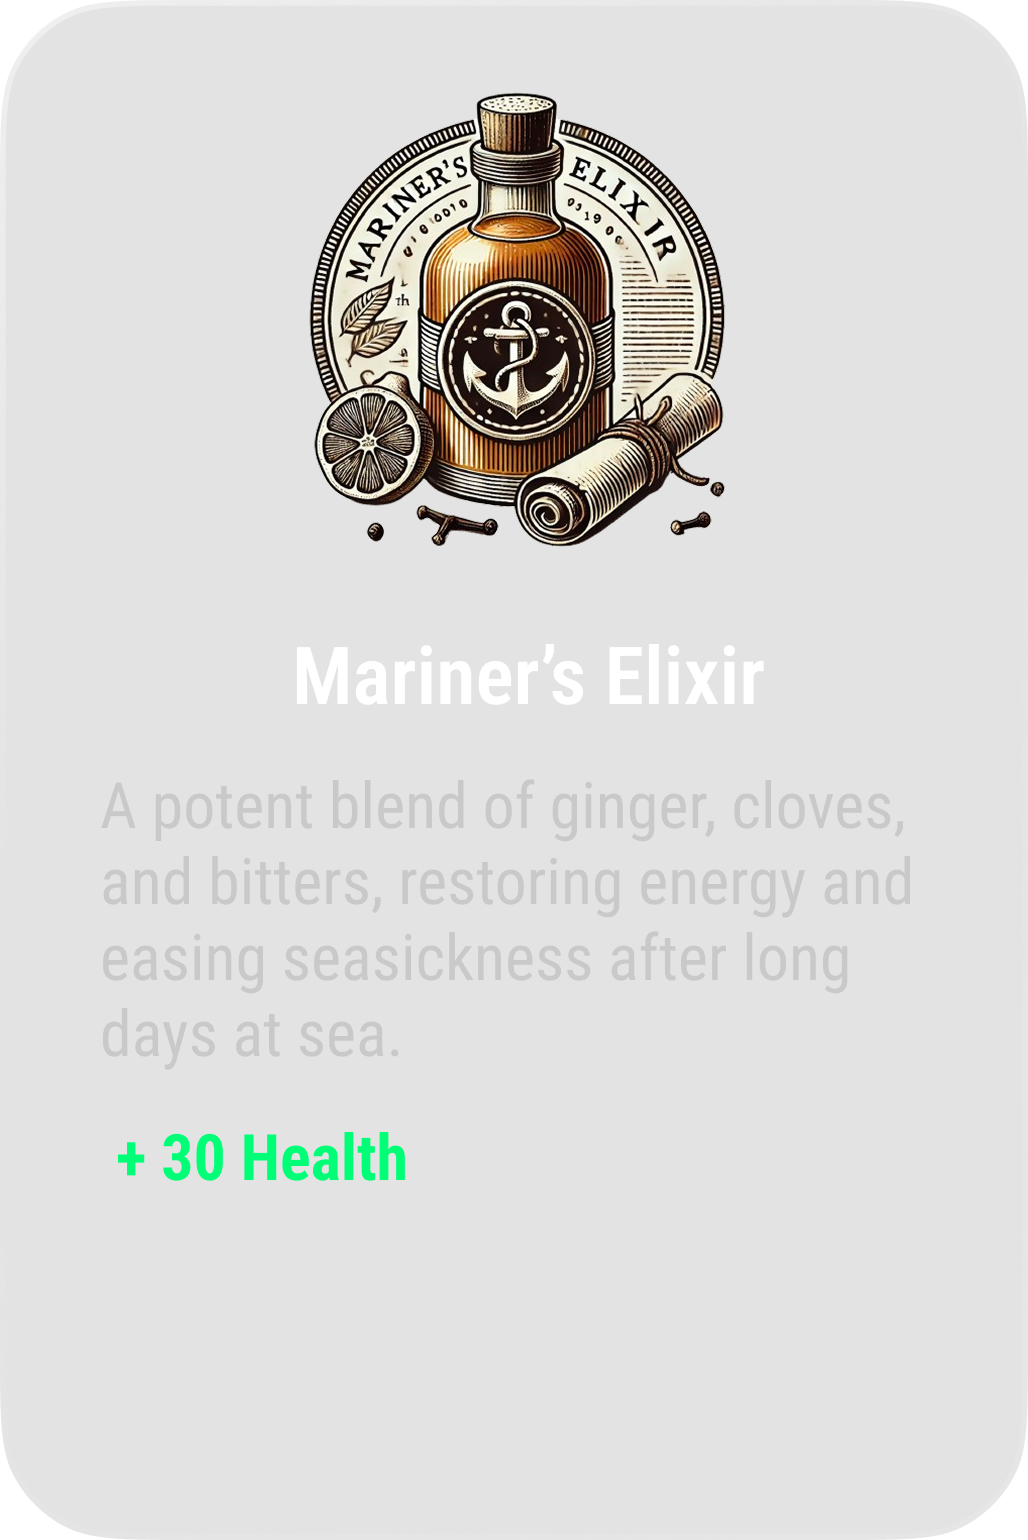 MARINER'S ELIXIR
Mariner’s Elixir
A potent blend of ginger, cloves,
and bitters, restoring energy and
easing seasickness after long
days at sea.
+ 30 Health